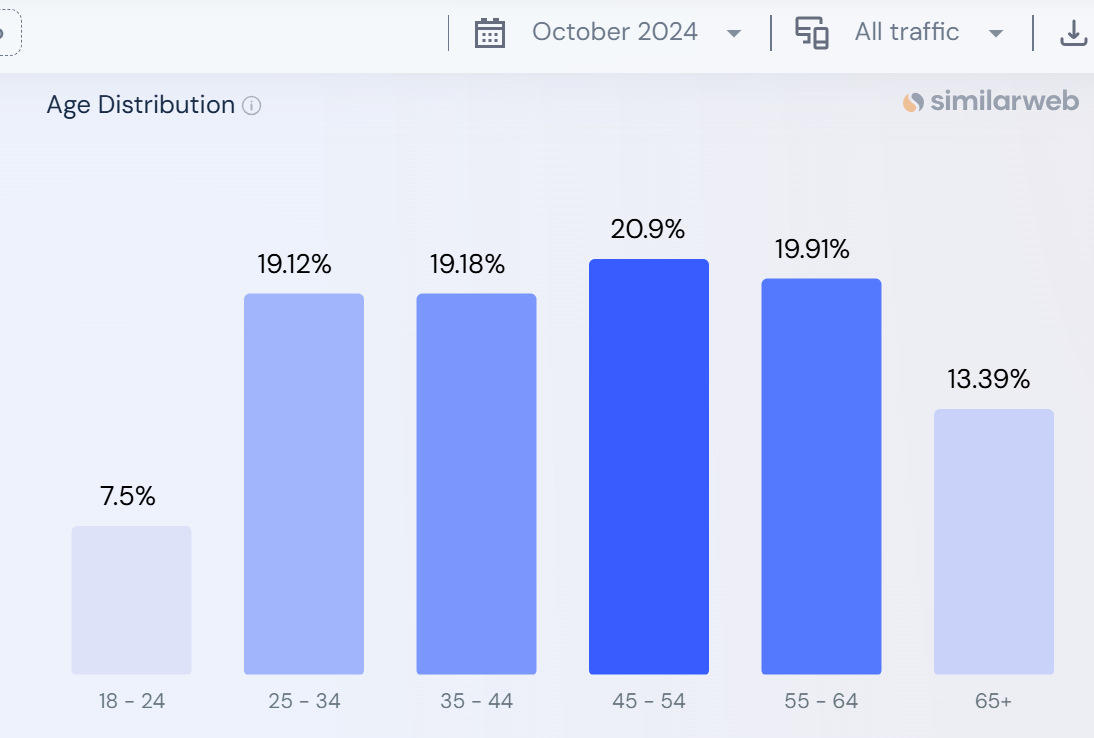 October 2024
All traffic
Age Distribution
similarweb
20.9%
19.91%
19.12%
19.18%
13.39%
7.5%
18 - 24
25 - 34
35 - 44
45 - 54
55 - 64
65+